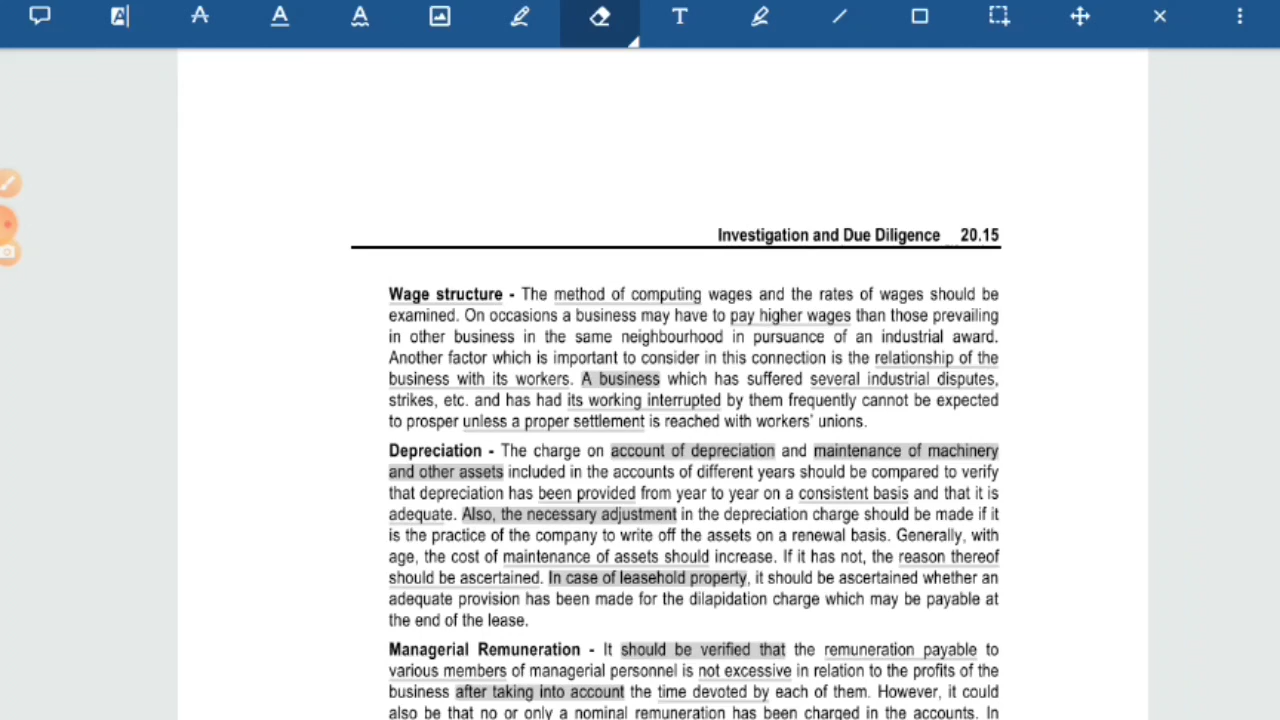 Investigation and Due Diligence 20.15
Wage structure - The method of computing wages and the rates of wages should be
examined. On occasions a business may have to pay higher wages than those prevailing
in other business in the same neighbourhood in pursuance of an industrial award.
Another factor which is important to consider in this connection is the relationship of the
business with its workers. A business which has suffered several industrial disputes,
strikes, etc. and has had its working interrupted by them frequently cannot be expected
to prosper unless a proper settlement is reached with workers' unions.
Depreciation - The charge on account of depreciation and maintenance of machinery
and other assets included in the accounts of different years should be compared to verify
that depreciation has been provided from year to year on a consistent basis and that it is
adequate. Also, the necessary adjustment in the depreciation charge should be made if it
is the practice of the company to write off the assets on a renewal basis. Generally, with
age, the cost of maintenance of assets should increase. If it has not, the reason thereof
should be ascertained. In case of leasehold property, it should be ascertained whether an
adequate provision has been made for the dilapidation charge which may be payable at
the end of the lease.
Managerial Remuneration - It should be verified that the remuneration payable to
various members of managerial personnel is not excessive in relation to the profits of the
business after taking into account the time devoted by each of them. However, it could
also be that no or only a nominal remuneration has been charged in the accounts. In